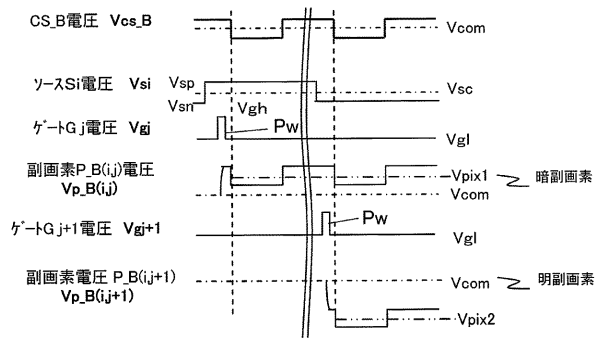 CS_B電圧 Vcs_B
Vcom
ソースSi電圧 Vsi
Vsp
Vsn
Vsc
Vgh
ゲートGj電圧 Vgj
Pw
Vgl
副画素P_B(i,j)電圧
Vp_B(i,j)
Vpix1
Vcom
暗副画素
ゲートGj+1電圧 Vgj+1
Pw
Vgl
副画素電圧 P_B(i,j+1)
Vp_B(i,j+1)
Vcom
明副画素
Vpix2